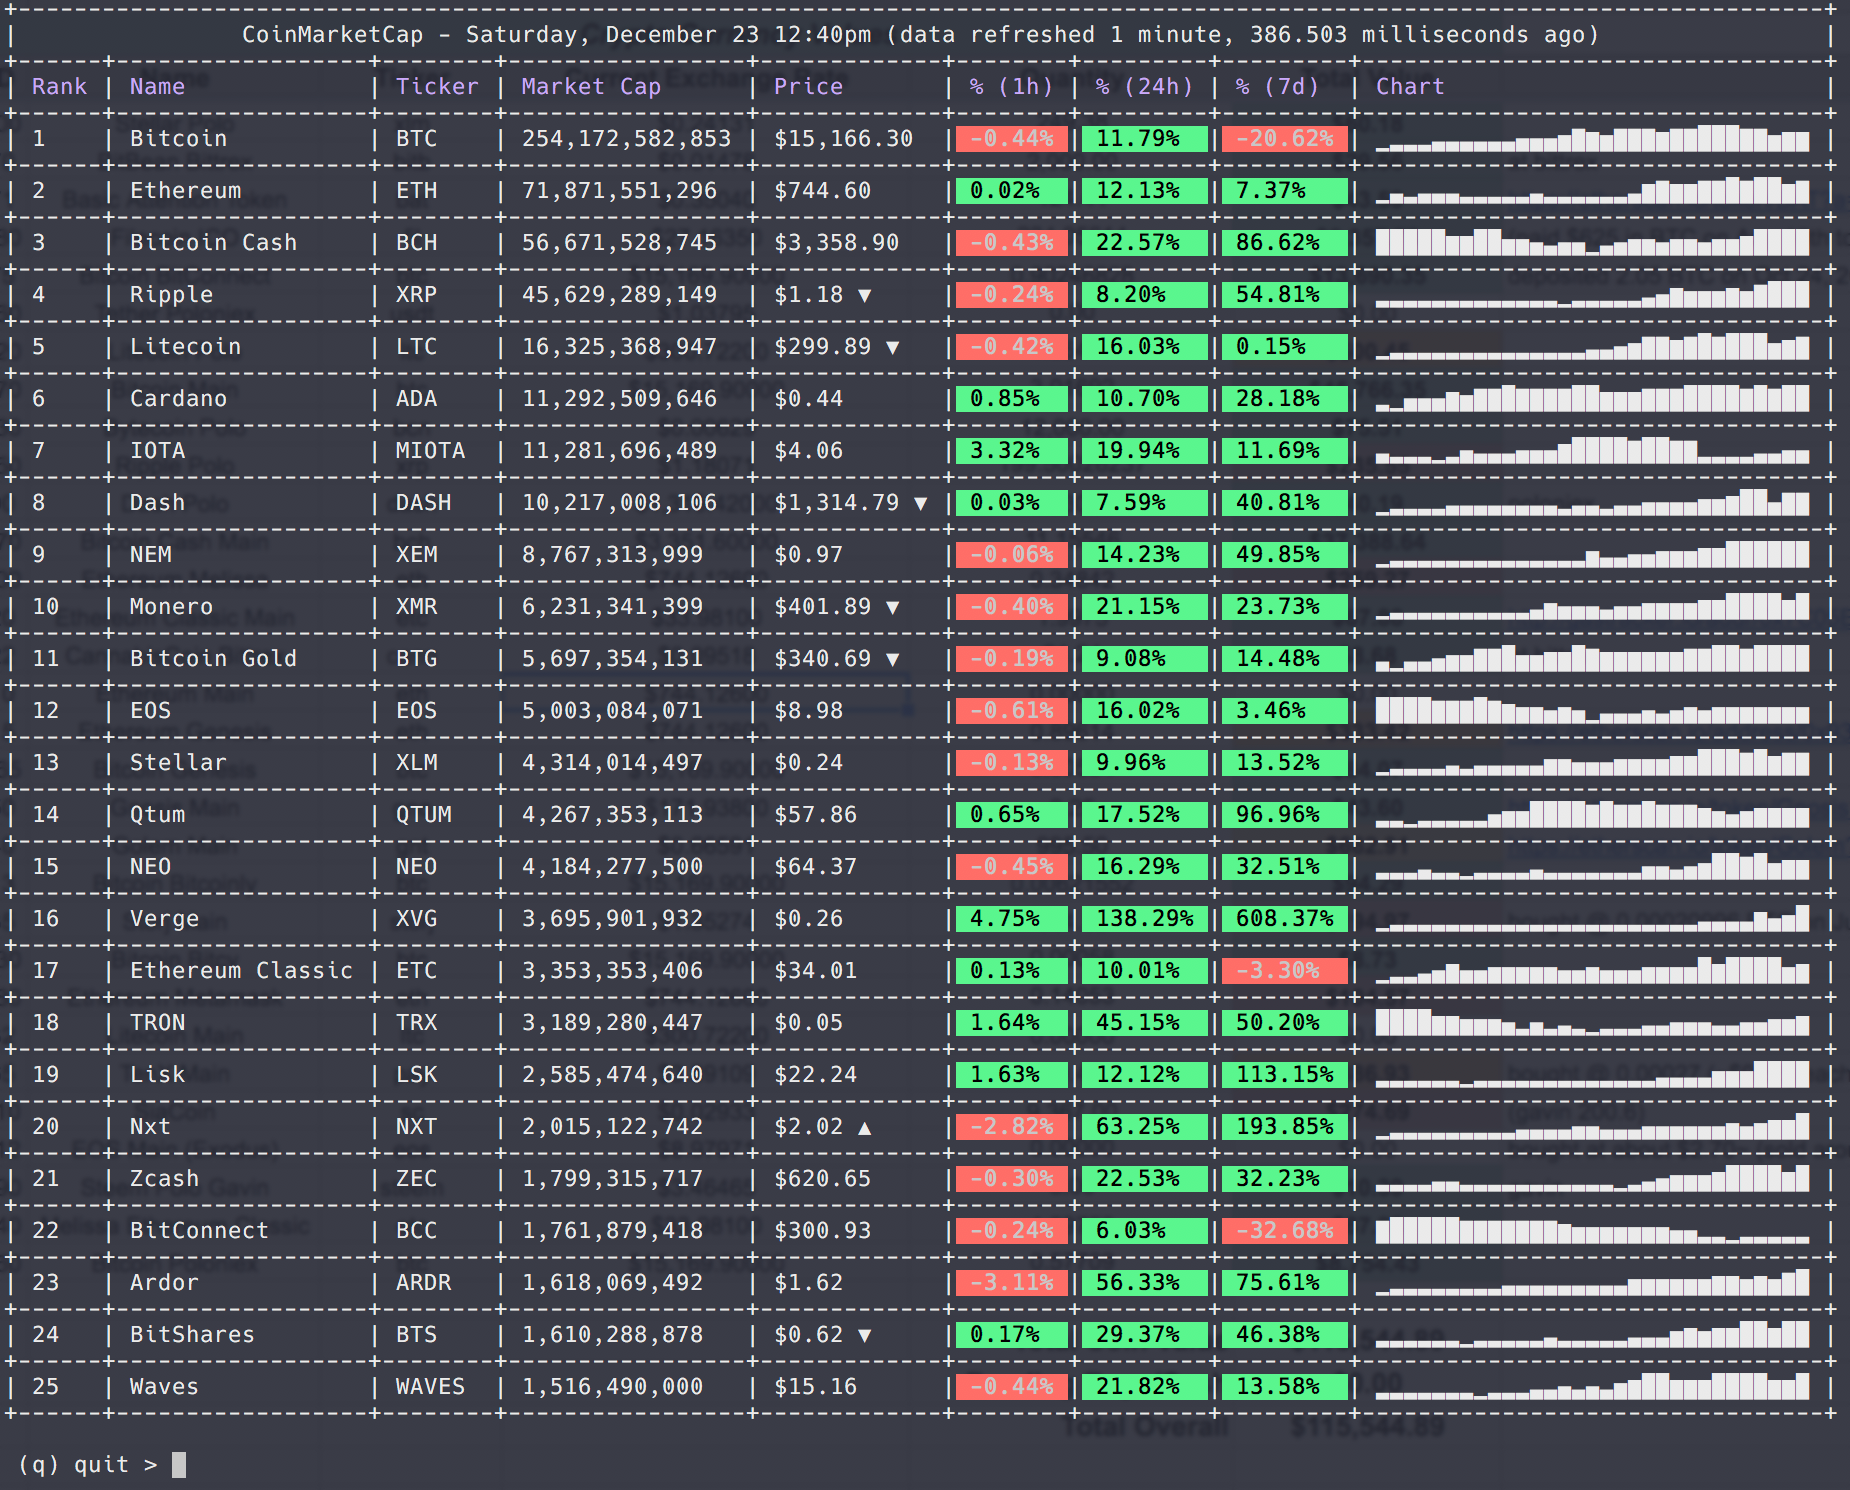 CoinMarketCap – Saturday, December 23 12:40pm (data refreshed 1 minute, 386.503 milliseconds ago)
Rank | Name | Ticker | Market Cap | Price | % (1h) | % (24h) | % (7d) | Chart
1 | Bitcoin | BTC | 254,172,582,853 | $15,166.30 | -0.44% | 11.79% | -20.62%
2 | Ethereum | ETH | 71,871,551,296 | $744.60 | 0.02% | 12.13% | 7.37%
3 | Bitcoin Cash | BCH | 56,671,528,745 | $3,358.90 | -0.43% | 22.57% | 86.62%
4 | Ripple | XRP | 45,629,289,149 | $1.18 ▼ | -0.24% | 8.20% | 54.81%
5 | Litecoin | LTC | 16,325,368,947 | $299.89 ▼ | -0.42% | 16.03% | 0.15%
6 | Cardano | ADA | 11,292,509,646 | $0.44 | 0.85% | 10.70% | 28.18%
7 | IOTA | MIOTA | 11,281,696,489 | $4.06 | 3.32% | 19.94% | 11.69%
8 | Dash | DASH | 10,217,008,106 | $1,314.79 ▼ | 0.03% | 7.59% | 40.81%
9 | NEM | XEM | 8,767,313,999 | $0.97 | -0.06% | 14.23% | 49.85%
10 | Monero | XMR | 6,231,341,399 | $401.89 ▼ | -0.40% | 21.15% | 23.73%
11 | Bitcoin Gold | BTG | 5,697,354,131 | $340.69 ▼ | -0.19% | 9.08% | 14.48%
12 | EOS | EOS | 5,003,084,071 | $8.98 | -0.61% | 16.02% | 3.46%
13 | Stellar | XLM | 4,314,014,497 | $0.24 | -0.13% | 9.96% | 13.52%
14 | Qtum | QTUM | 4,267,353,113 | $57.86 | 0.65% | 17.52% | 96.96%
15 | NEO | NEO | 4,184,277,500 | $64.37 | -0.45% | 16.29% | 32.51%
16 | Verge | XVG | 3,695,901,932 | $0.26 | 4.75% | 138.29% | 608.37%
17 | Ethereum Classic | ETC | 3,353,353,406 | $34.01 | 0.13% | 10.01% | -3.30%
18 | TRON | TRX | 3,189,280,447 | $0.05 | 1.64% | 45.15% | 50.20%
19 | Lisk | LSK | 2,585,474,640 | $22.24 | 1.63% | 12.12% | 113.15%
20 | Nxt | NXT | 2,015,122,742 | $2.02 ▲ | -2.82% | 63.25% | 193.85%
21 | Zcash | ZEC | 1,799,315,717 | $620.65 | -0.30% | 22.53% | 32.23%
22 | BitConnect | BCC | 1,761,879,418 | $300.93 | -0.24% | 6.03% | -32.68%
23 | Ardor | ARDR | 1,618,069,492 | $1.62 | -3.11% | 56.33% | 75.61%
24 | BitShares | BTS | 1,610,288,878 | $0.62 ▼ | 0.17% | 29.37% | 46.38%
25 | Waves | WAVES | 1,516,490,000 | $15.16 | -0.44% | 21.82% | 13.58%
Total Overall $115,544.89
(q) quit >